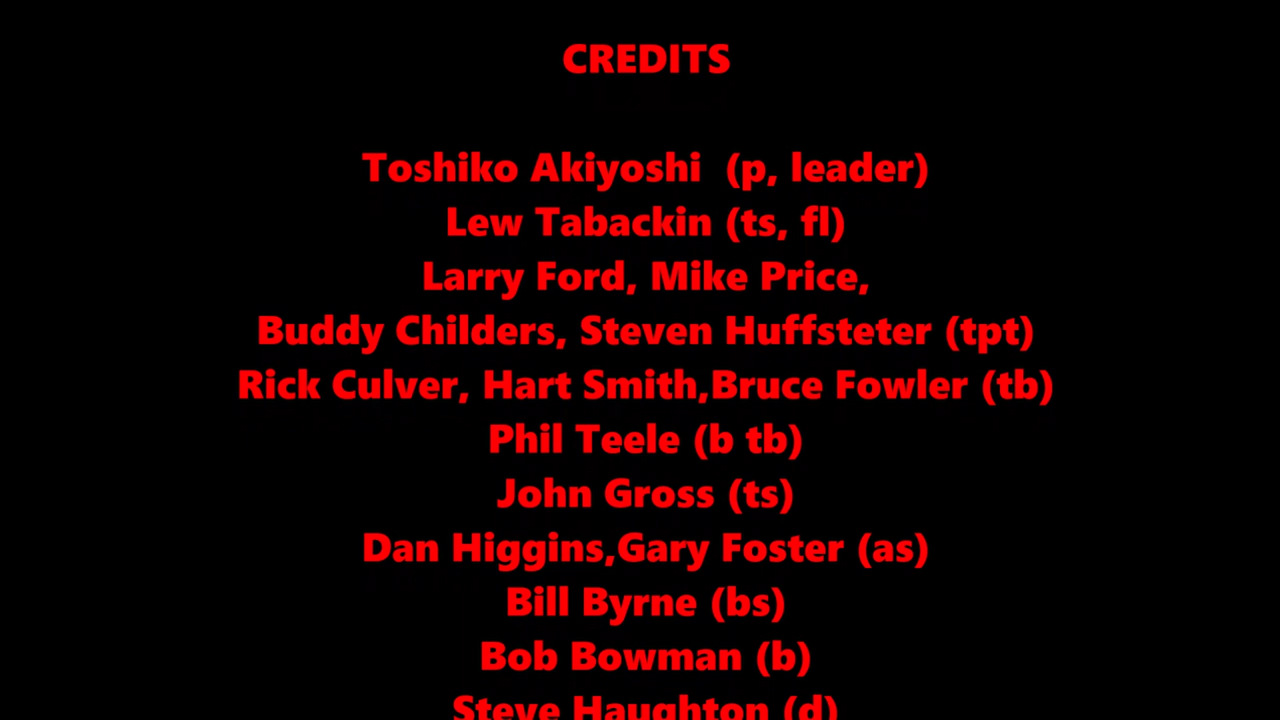 CREDITS
Toshiko Akiyoshi  (p, leader)
Lew Tabackin (ts, fl)
Larry Ford, Mike Price,
Buddy Childers, Steven Huffsteter (tpt)
Rick Culver, Hart Smith,Bruce Fowler (tb)
Phil Teele (b tb)
John Gross (ts)
Dan Higgins,Gary Foster (as)
Bill Byrne (bs)
Bob Bowman (b)
Steve Haughton (d)